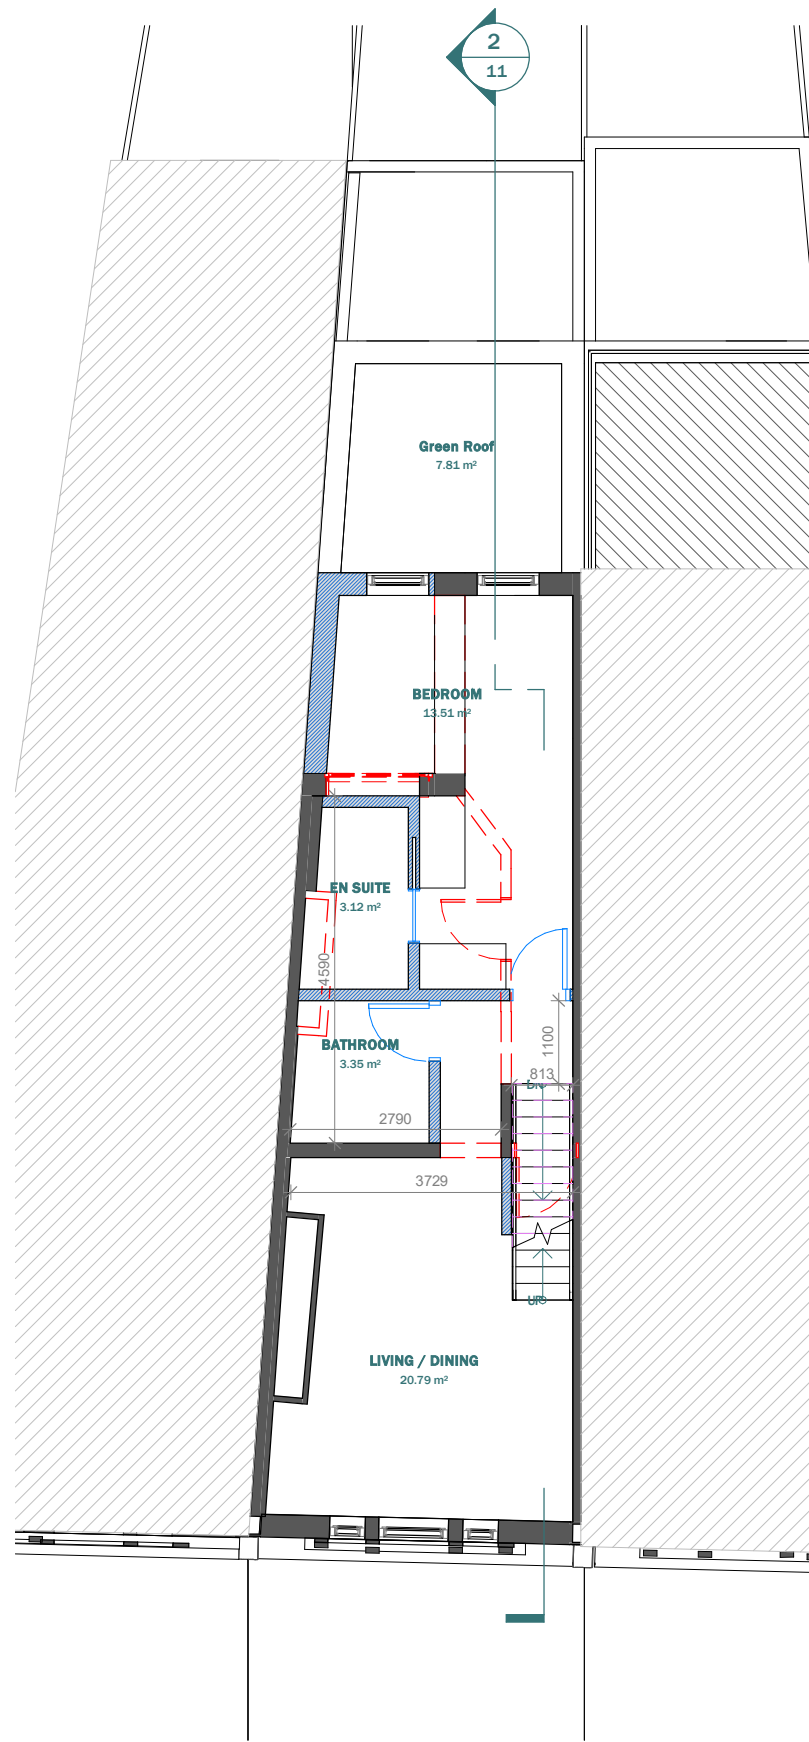 2
11
Green Roof
7.81 m²
BEDROOM
13.51 m²
EN SUITE
3.12 m²
4590
BATHROOM
3.35 m²
1100
813
DN
2790
3729
UP
LIVING / DINING
20.79 m²